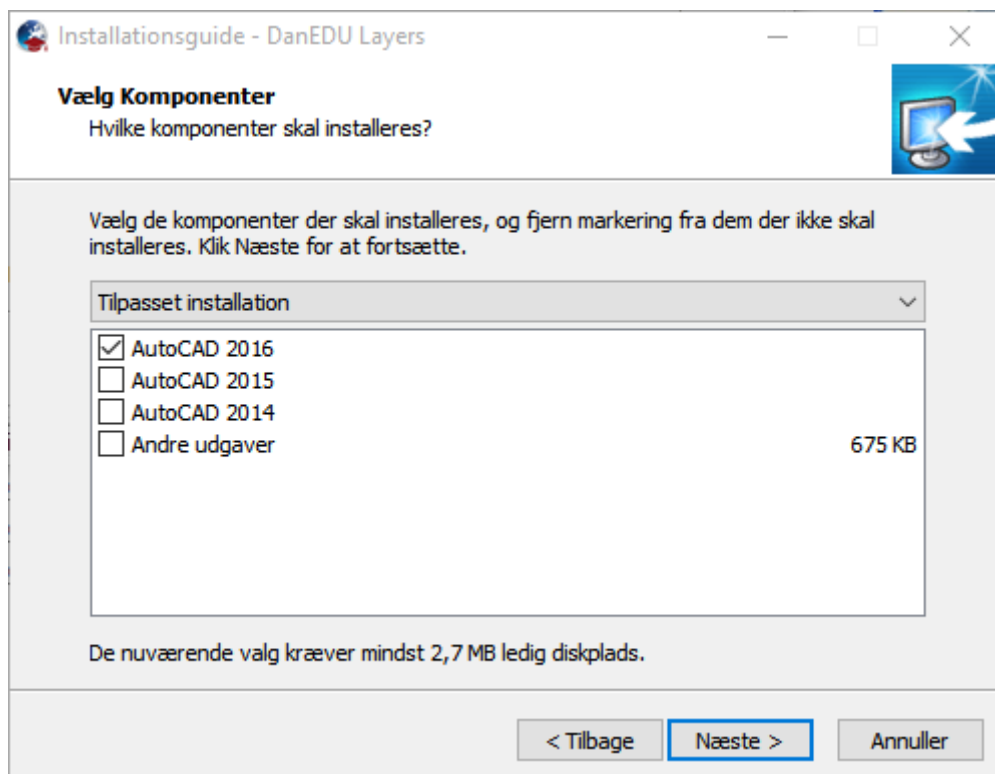 Installationsguide - DanEDU Layers
Vælg Komponenter
Hvilke komponenter skal installeres?
Vælg de komponenter der skal installeres, og fjern markering fra dem der ikke skal
installeres. Klik Næste for at fortsætte.
Tilpasset installation
AutoCAD 2016
AutoCAD 2015
AutoCAD 2014
Andre udgaver 675 KB
De nuværende valg kræver mindst 2,7 MB ledig diskplads.
< Tilbage Næste > Annuller